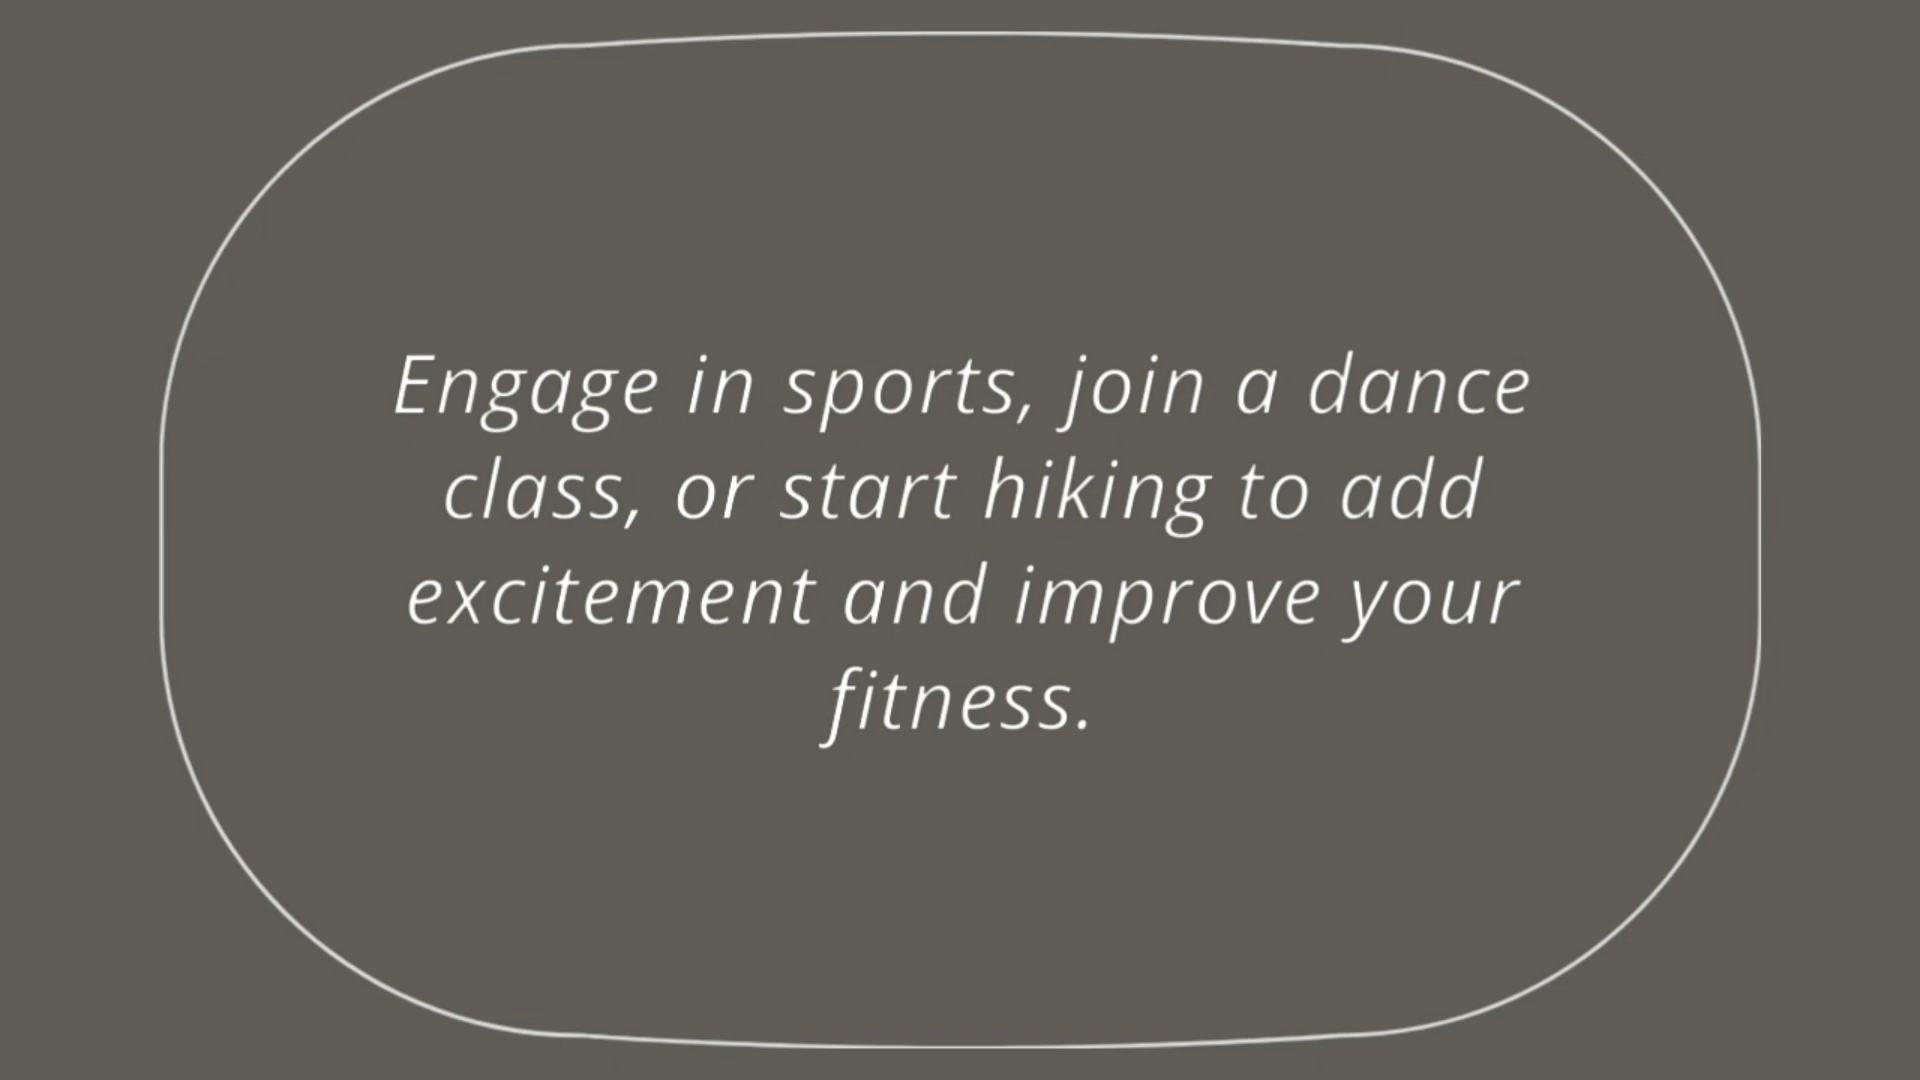 Engage in sports, join a dance
class, or start hiking to add
excitement and improve your
fitness.